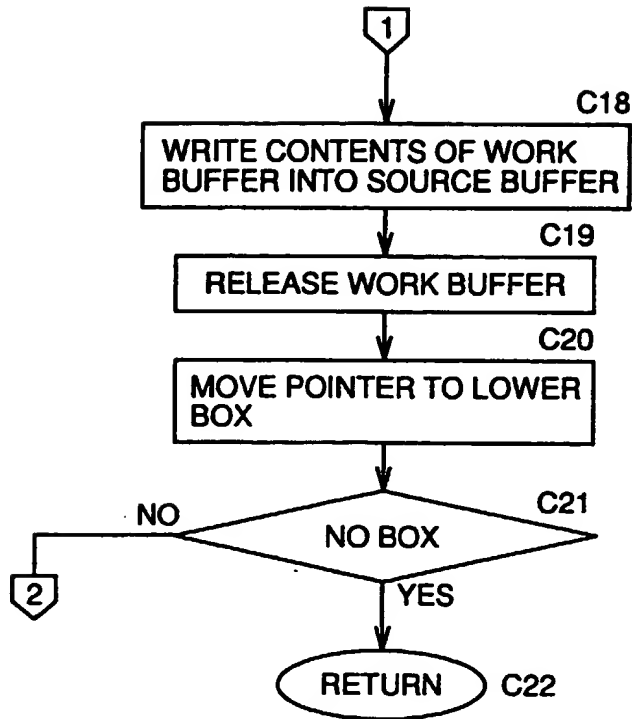 1
C18
WRITE CONTENTS OF WORK
BUFFER INTO SOURCE BUFFER
C19
RELEASE WORK BUFFER
C20
MOVE POINTER TO LOWER
BOX
C21
NO
NO BOX
2
YES
RETURN
C22